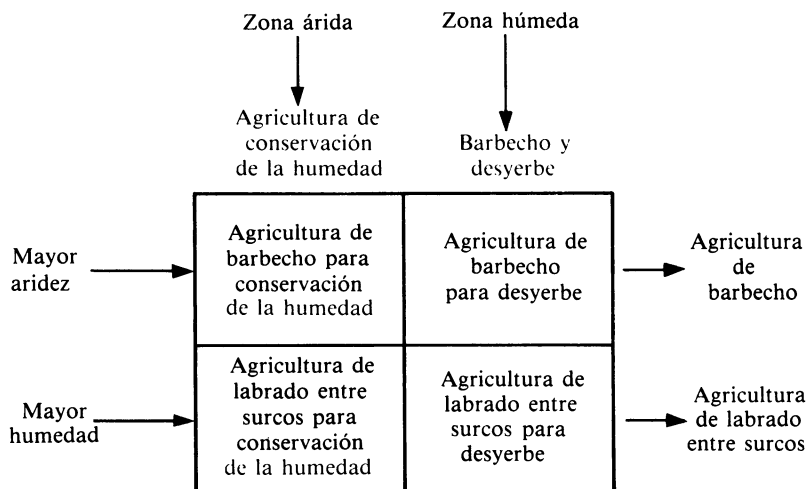 Zona árida
Zona húmeda
Agricultura de
conservación
de la humedad
Barbecho y
desyerbe
Mayor
aridez
Agricultura de
barbecho para
conservación
de la humedad
Agricultura de
barbecho
para desyerbe
Agricultura
de
barbecho
Mayor
humedad
Agricultura de
labrado entre
surcos para
conservación
de la humedad
Agricultura de
labrado entre
surcos para
desyerbe
Agricultura
de labrado
entre surcos